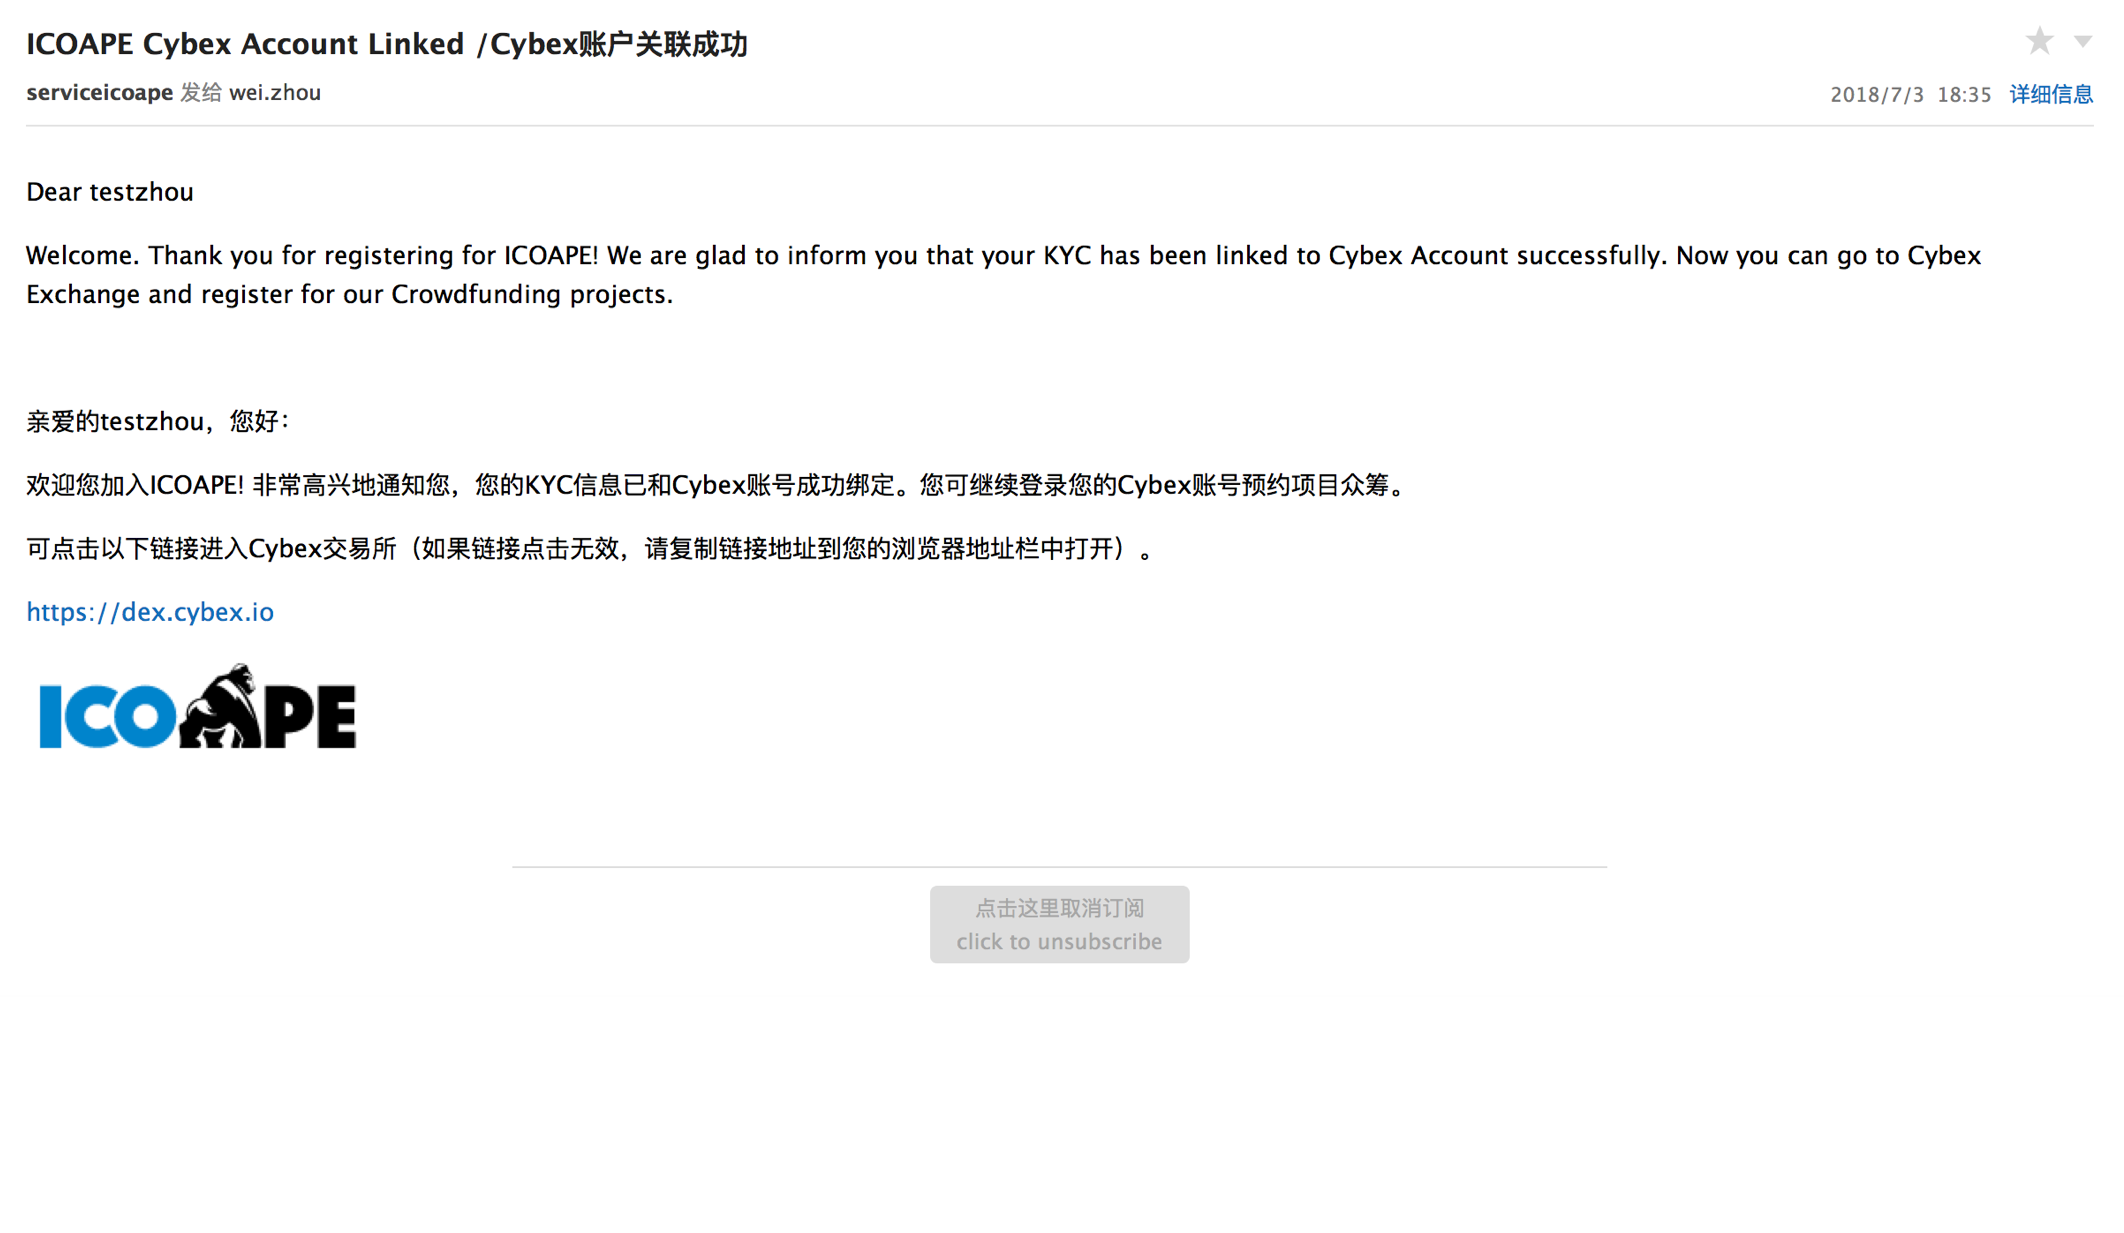 ICOAPE Cybex Account Linked /Cybex账户关联成功
serviceicoape 发给 wei.zhou
2018/7/3 18:35 详细信息
Dear testzhou
Welcome. Thank you for registering for ICOAPE! We are glad to inform you that your KYC has been linked to Cybex Account successfully. Now you can go to Cybex
Exchange and register for our Crowdfunding projects.
亲爱的testzhou，您好：
欢迎您加入ICOAPE! 非常高兴地通知您，您的KYC信息已和Cybex账号成功绑定。您可继续登录您的Cybex账号预约项目众筹。
可点击以下链接进入Cybex交易所（如果链接点击无效，请复制链接地址到您的浏览器地址栏中打开）。
https://dex.cybex.io
ICOAPE
点击这里取消订阅
click to unsubscribe